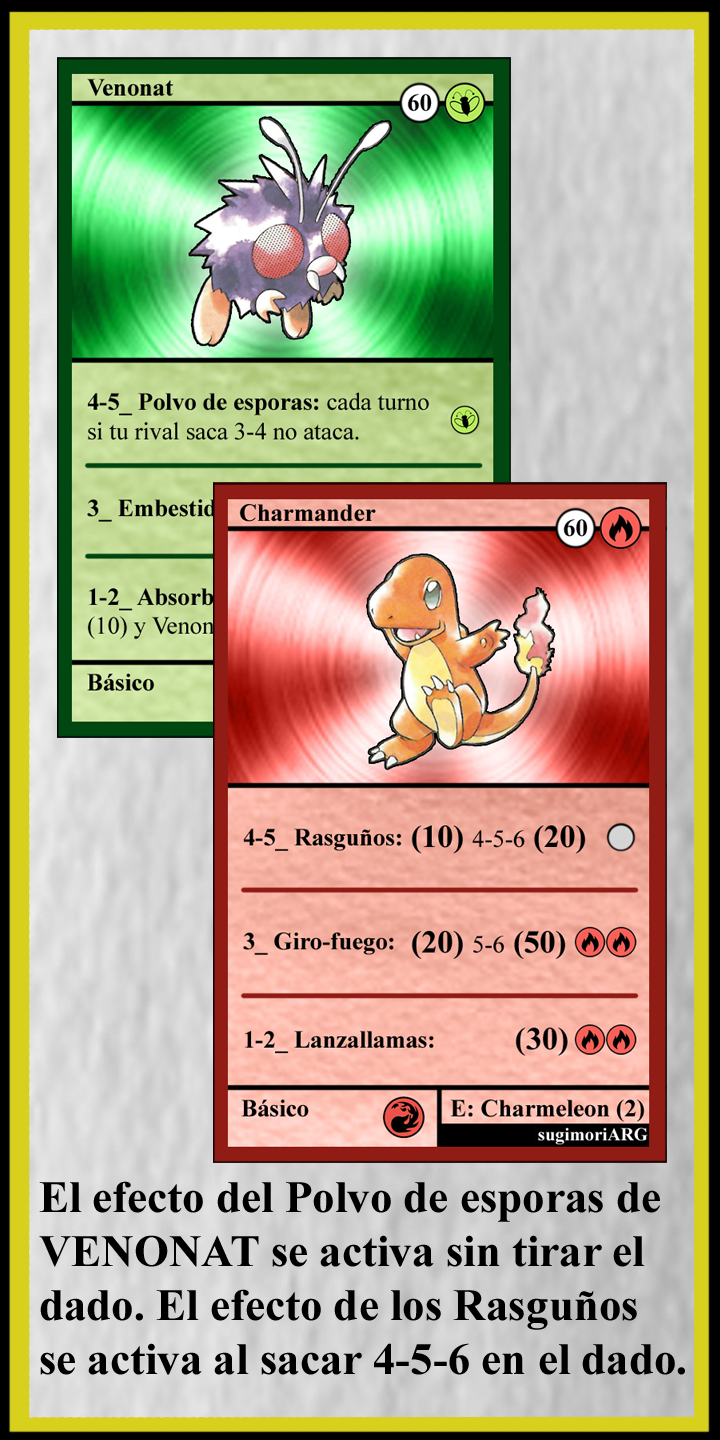 Venonat
60
4-5_ Polvo de esporas: cada turno
si tu rival saca 3-4 no ataca.
3_ Embestid
1-2_ Absorb
(10) y Venon
Básico
Charmander
60
4-5_ Rasguños: (10) 4-5-6 (20)
3_ Giro-fuego: (20) 5-6 (50)
1-2_ Lanzallamas: (30)
Básico
E: Charmeleon (2)
sugimoriARG
El efecto del Polvo de esporas de
VENONAT se activa sin tirar el
dado. El efecto de los Rasguños
se activa al sacar 4-5-6 en el dado.